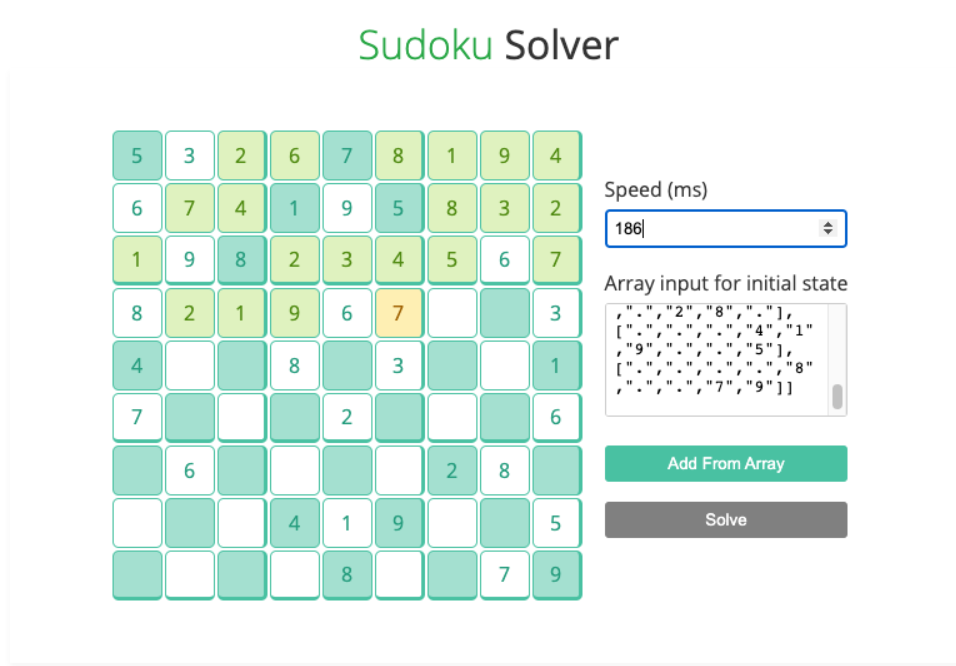 Sudoku Solver
5 3 2 6 7 8 1 9 4
6 7 4 1 9 5 8 3 2
1 9 8 2 3 4 5 6 7
8 2 1 9 6 7 3
4 8 3 1
7 2 6
6 2 8
4 1 9 5
8 7 9
Speed (ms)
186
Array input for initial state
,".","2","8","."],
[".",".",".","4","1"
,"9",".",".","5"],
[".",".",".",".","8"
,".",".","7","9"]]
Add From Array
Solve